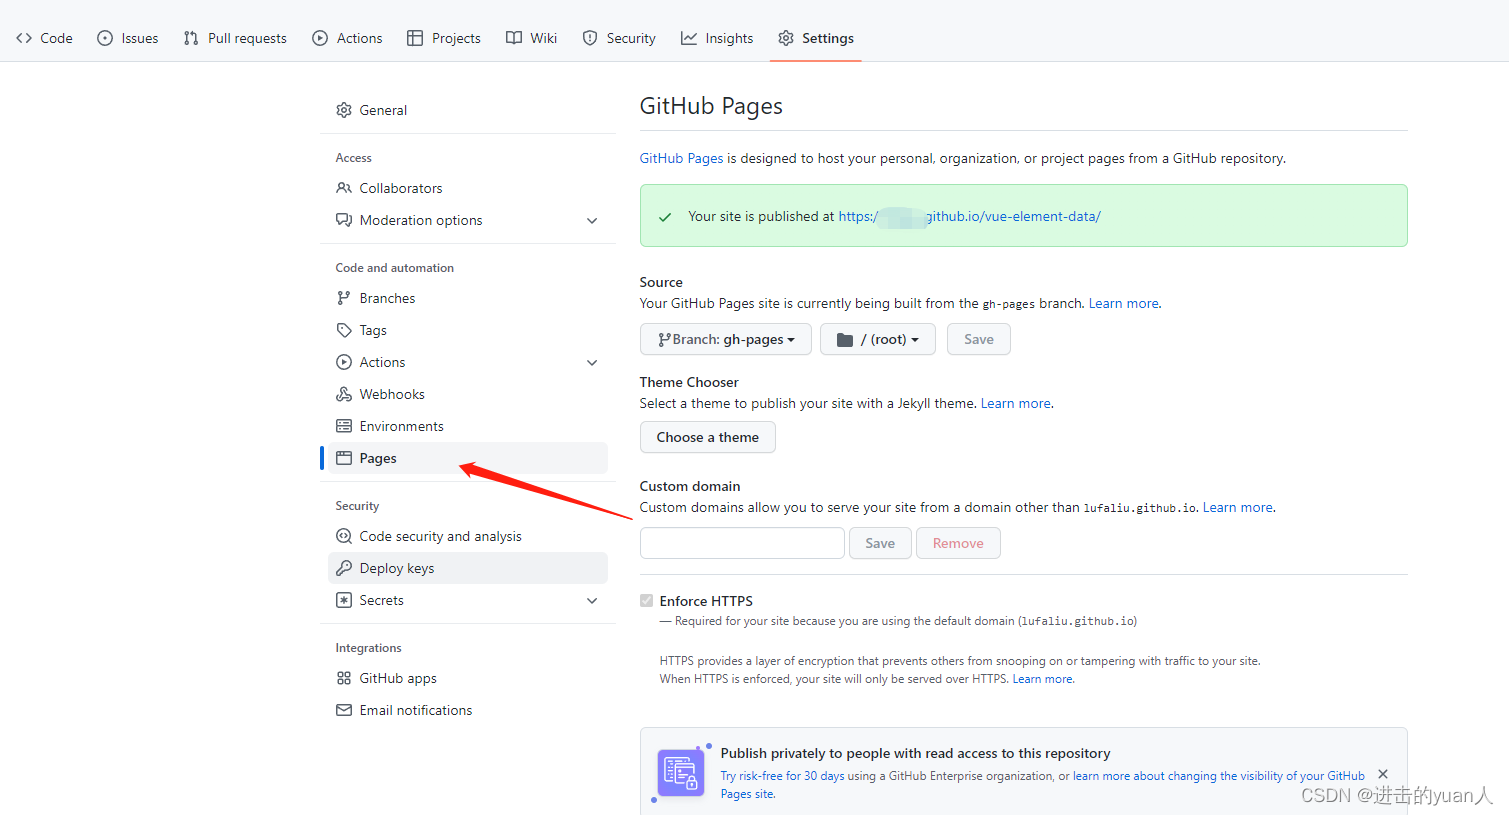 Code Issues Pull requests Actions Projects Wiki Security Insights Settings
General
Access
Collaborators
Moderation options
Code and automation
Branches
Tags
Actions
Webhooks
Environments
Pages
Security
Code security and analysis
Deploy keys
Secrets
Integrations
GitHub apps
Email notifications
GitHub Pages
GitHub Pages is designed to host your personal, organization, or project pages from a GitHub repository.
Your site is published at https:/ github.io/vue-element-data/
Source
Your GitHub Pages site is currently being built from the gh-pages branch. Learn more.
Branch: gh-pages / (root) Save
Theme Chooser
Select a theme to publish your site with a Jekyll theme. Learn more.
Choose a theme
Custom domain
Custom domains allow you to serve your site from a domain other than lufaliu.github.io. Learn more.
Save Remove
Enforce HTTPS
— Required for your site because you are using the default domain (lufaliu.github.io)
HTTPS provides a layer of encryption that prevents others from snooping on or tampering with traffic to your site.
When HTTPS is enforced, your site will only be served over HTTPS. Learn more.
Publish privately to people with read access to this repository
Try risk-free for 30 days using a GitHub Enterprise organization, or learn more about changing the visibility of your GitHub
Pages site.
CSDN @进击的yuan人